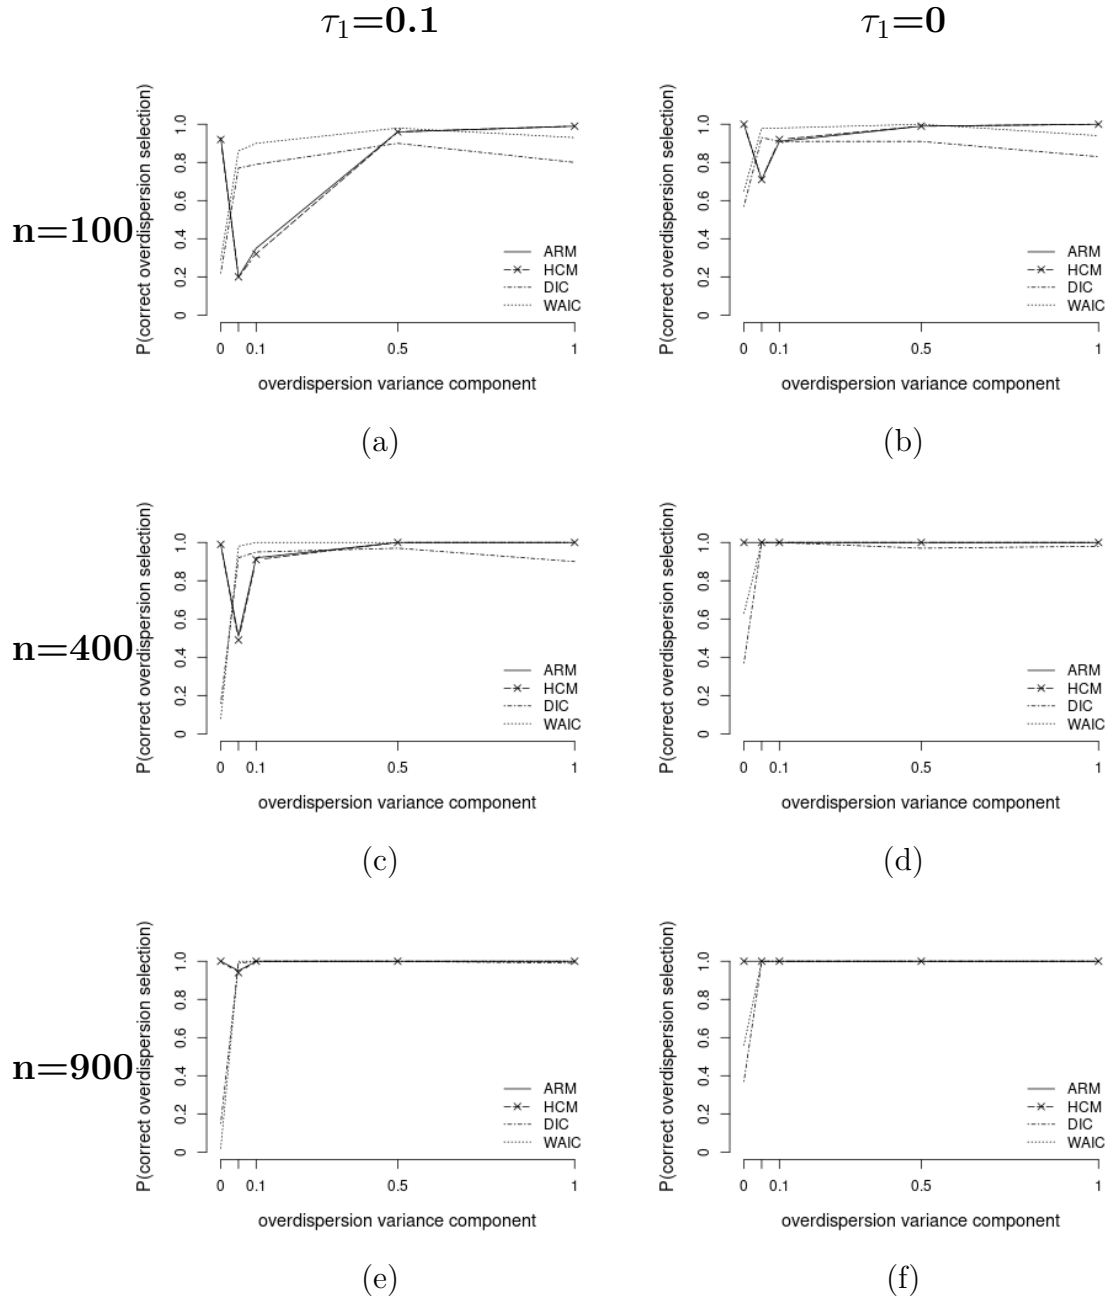 τ₁=0.1
τ₁=0
n=100
P(correct overdispersion selection)
0 0.2 0.4 0.6 0.8 1.0
ARM
HCM
DIC
WAIC
0 0.1 0.5 1
overdispersion variance component
(a)
P(correct overdispersion selection)
0 0.2 0.4 0.6 0.8 1.0
ARM
HCM
DIC
WAIC
0 0.1 0.5 1
overdispersion variance component
(b)
n=400
P(correct overdispersion selection)
0 0.2 0.4 0.6 0.8 1.0
ARM
HCM
DIC
WAIC
0 0.1 0.5 1
overdispersion variance component
(c)
P(correct overdispersion selection)
0 0.2 0.4 0.6 0.8 1.0
ARM
HCM
DIC
WAIC
0 0.1 0.5 1
overdispersion variance component
(d)
n=900
P(correct overdispersion selection)
0 0.2 0.4 0.6 0.8 1.0
ARM
HCM
DIC
WAIC
0 0.1 0.5 1
overdispersion variance component
(e)
P(correct overdispersion selection)
0 0.2 0.4 0.6 0.8 1.0
ARM
HCM
DIC
WAIC
0 0.1 0.5 1
overdispersion variance component
(f)